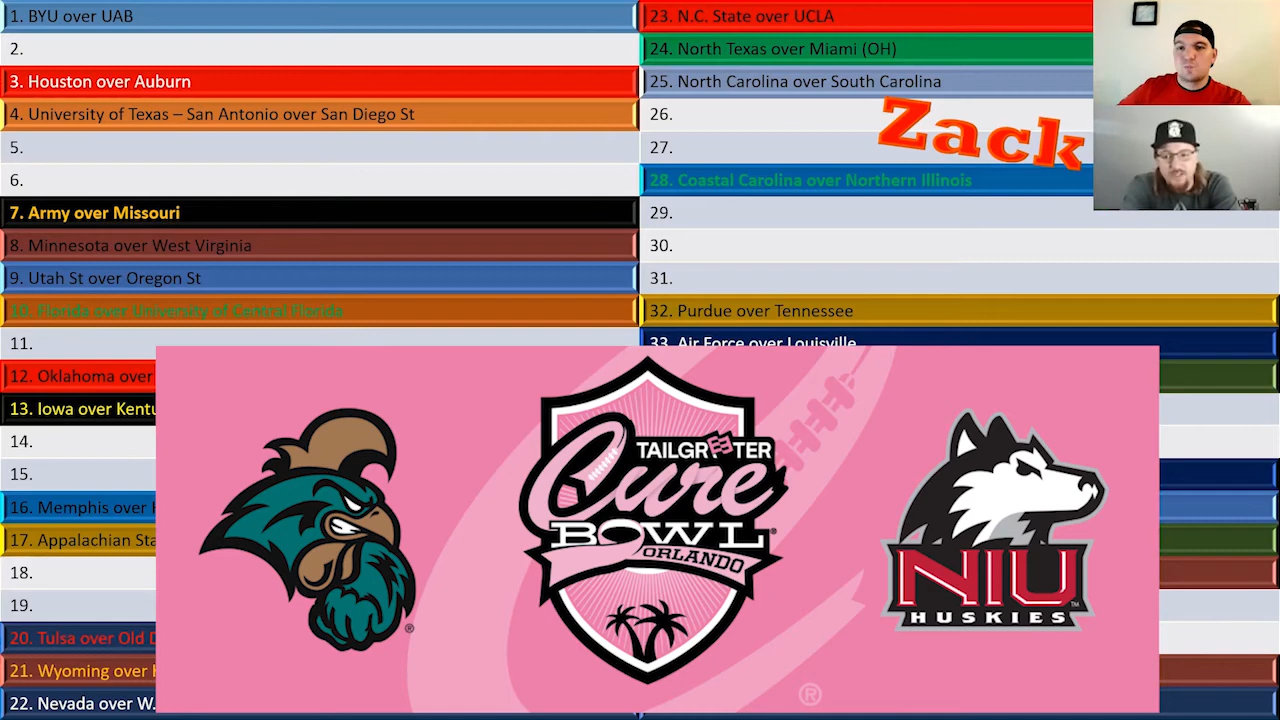 1. BYU over UAB
2.
3. Houston over Auburn
4. University of Texas – San Antonio over San Diego St
5.
6.
7. Army over Missouri
8. Minnesota over West Virginia
9. Utah St over Oregon St
10. Florida over University of Central Florida
11.
12. Oklahoma over
13. Iowa over Kentu
14.
15.
16. Memphis over
17. Appalachian Sta
18.
19.
20. Tulsa over Old D
21. Wyoming over
22. Nevada over W.
23. N.C. State over UCLA
24. North Texas over Miami (OH)
25. North Carolina over South Carolina
26.
27.
28. Coastal Carolina over Northern Illinois
29.
30.
31.
32. Purdue over Tennessee
33. Air Force over Louisville
Zack
TAILGREETER
Cure
BOWL®
ORLANDO
®
NIU™
HUSKIES
®